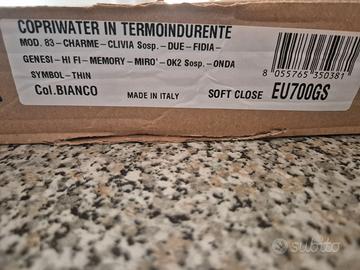 COPRIWATER IN TERMOINDURENTE
MOD. 83-CHARME-CLIVIA Sosp.-DUE-FIDIA-
GENESI-HI FI-MEMORY-MIRO'-OK2 Sosp.-ONDA
SYMBOL-THIN
8 055765 350381
Col.BIANCO MADE IN ITALY SOFT CLOSE EU700GS
subito